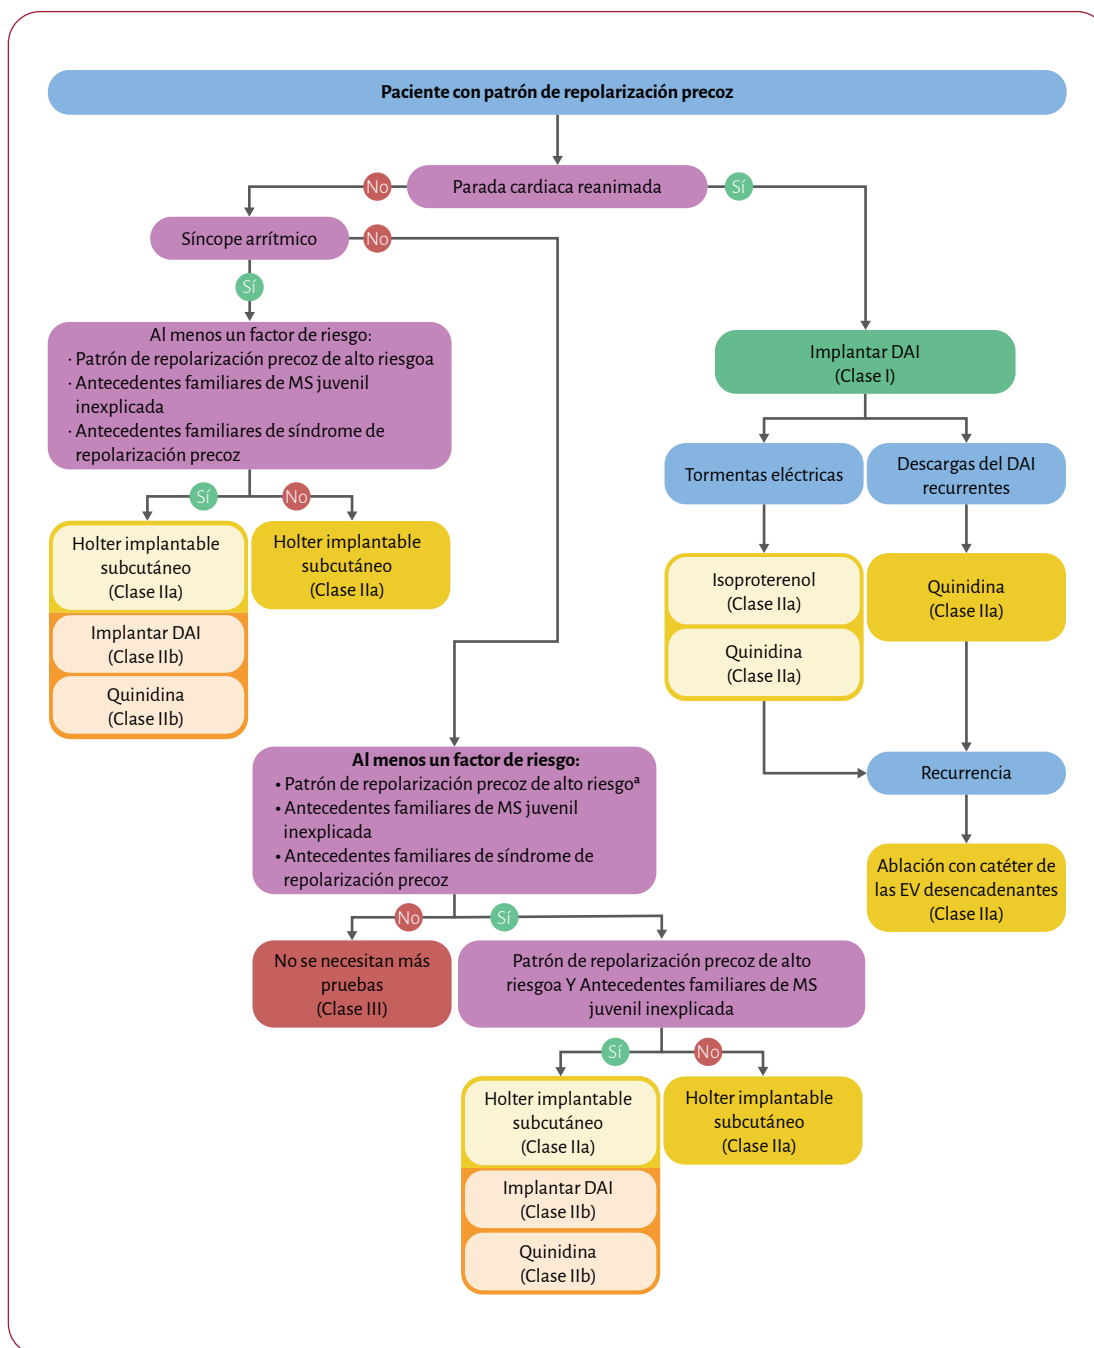 Paciente con patrón de repolarización precoz
Parada cardiaca reanimada
No
Sí
Síncope arrítmico
No
Sí
Al menos un factor de riesgo:
· Patrón de repolarización precoz de alto riesgoa
· Antecedentes familiares de MS juvenil
inexplicada
· Antecedentes familiares de síndrome de
repolarización precoz
Sí
No
Holter implantable
subcutáneo
(Clase IIa)
Implantar DAI
(Clase IIb)
Quinidina
(Clase IIb)
Holter implantable
subcutáneo
(Clase IIa)
Implantar DAI
(Clase I)
Tormentas eléctricas
Descargas del DAI
recurrentes
Isoproterenol
(Clase IIa)
Quinidina
(Clase IIa)
Quinidina
(Clase IIa)
Recurrencia
Ablación con catéter de
las EV desencadenantes
(Clase IIa)
Al menos un factor de riesgo:
• Patrón de repolarización precoz de alto riesgoª
• Antecedentes familiares de MS juvenil
inexplicada
• Antecedentes familiares de síndrome de
repolarización precoz
No
Sí
No se necesitan más
pruebas
(Clase III)
Patrón de repolarización precoz de alto
riesgoa Y Antecedentes familiares de MS
juvenil inexplicada
Sí
No
Holter implantable
subcutáneo
(Clase IIa)
Implantar DAI
(Clase IIb)
Quinidina
(Clase IIb)
Holter implantable
subcutáneo
(Clase IIa)